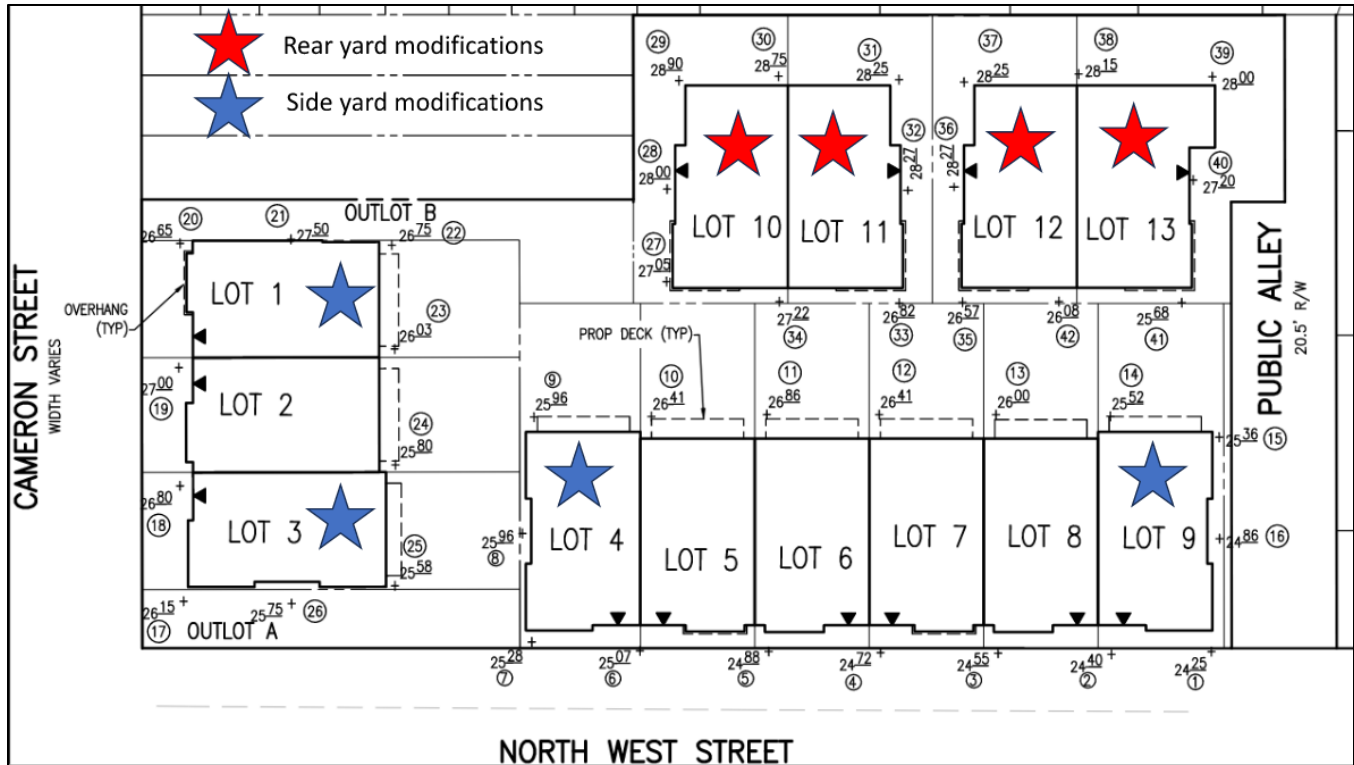 Rear yard modifications
Side yard modifications
29 28 90
30 28 75
31 28 25
37 28 25
38 28 15
39 28 00
28 28 00
32 28 27
36 28 27
40 27 20
27 27 05
LOT 10
LOT 11
LOT 12
LOT 13
27 22 34
26 82 33
26 57 35
26 08 42
25 68 41
OUTLOT B
26 65 20
21 27 50
26 75 22
OVERHANG
(TYP)
LOT 1
23 26 03
27 00 19
LOT 2
24 25 80
26 80 18
LOT 3
25 25 58
26 15 17
25 75 26
OUTLOT A
CAMERON STREET
WIDTH VARIES
PROP DECK (TYP)
9 25 96
10 26 41
11 26 86
12 26 41
13 26 00
14 25 52
25 36 15
25 96 8
24 86 16
LOT 4
LOT 5
LOT 6
LOT 7
LOT 8
LOT 9
25 28 7
25 07 6
24 88 5
24 72 4
24 55 3
24 40 2
24 25 1
PUBLIC ALLEY
20.5' R/W
NORTH WEST STREET